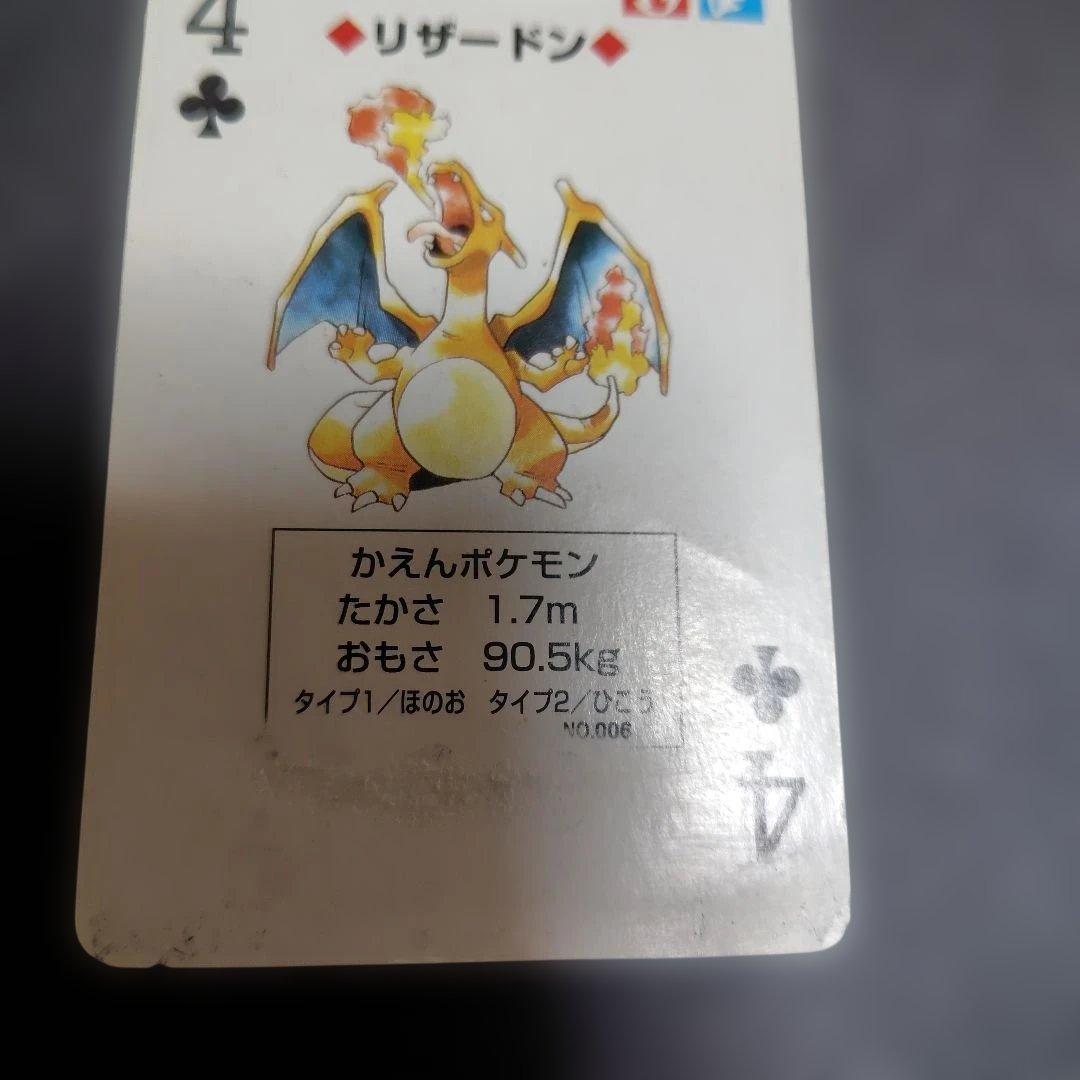 4
◆リザードン◆
かえんポケモン
たかさ 1.7m
おもさ 90.5kg
タイプ1/ほのお タイプ2/ひこう
NO.006
4